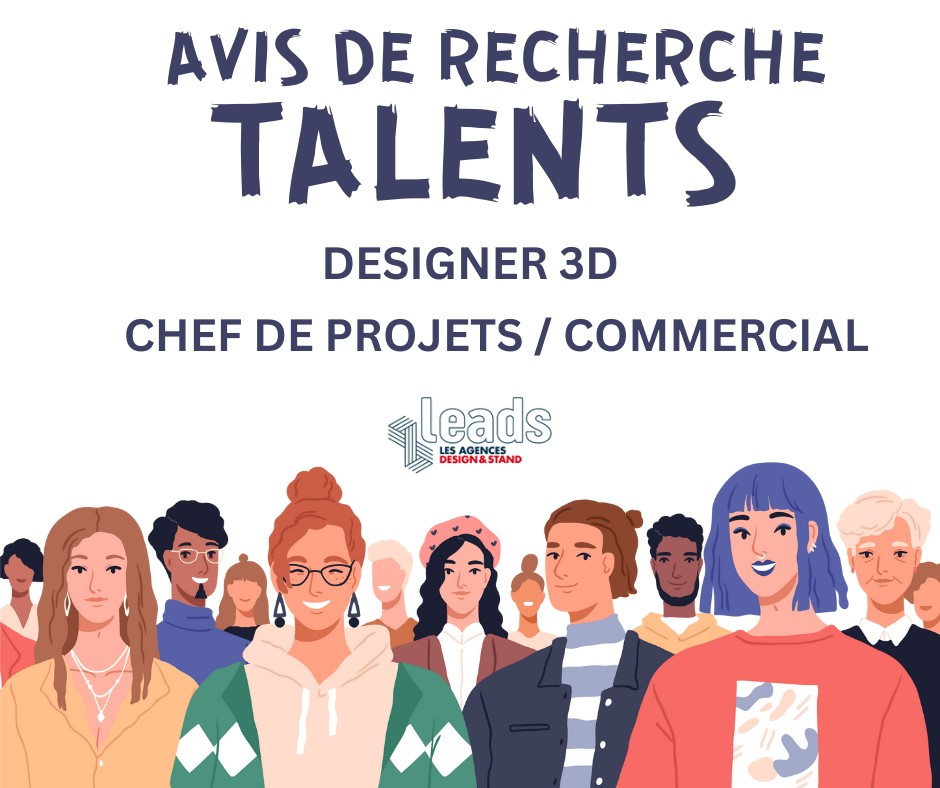 AVIS DE RECHERCHE
TALENTS
DESIGNER 3D
CHEF DE PROJETS / COMMERCIAL
leads
LES AGENCES
DESIGN & STAND